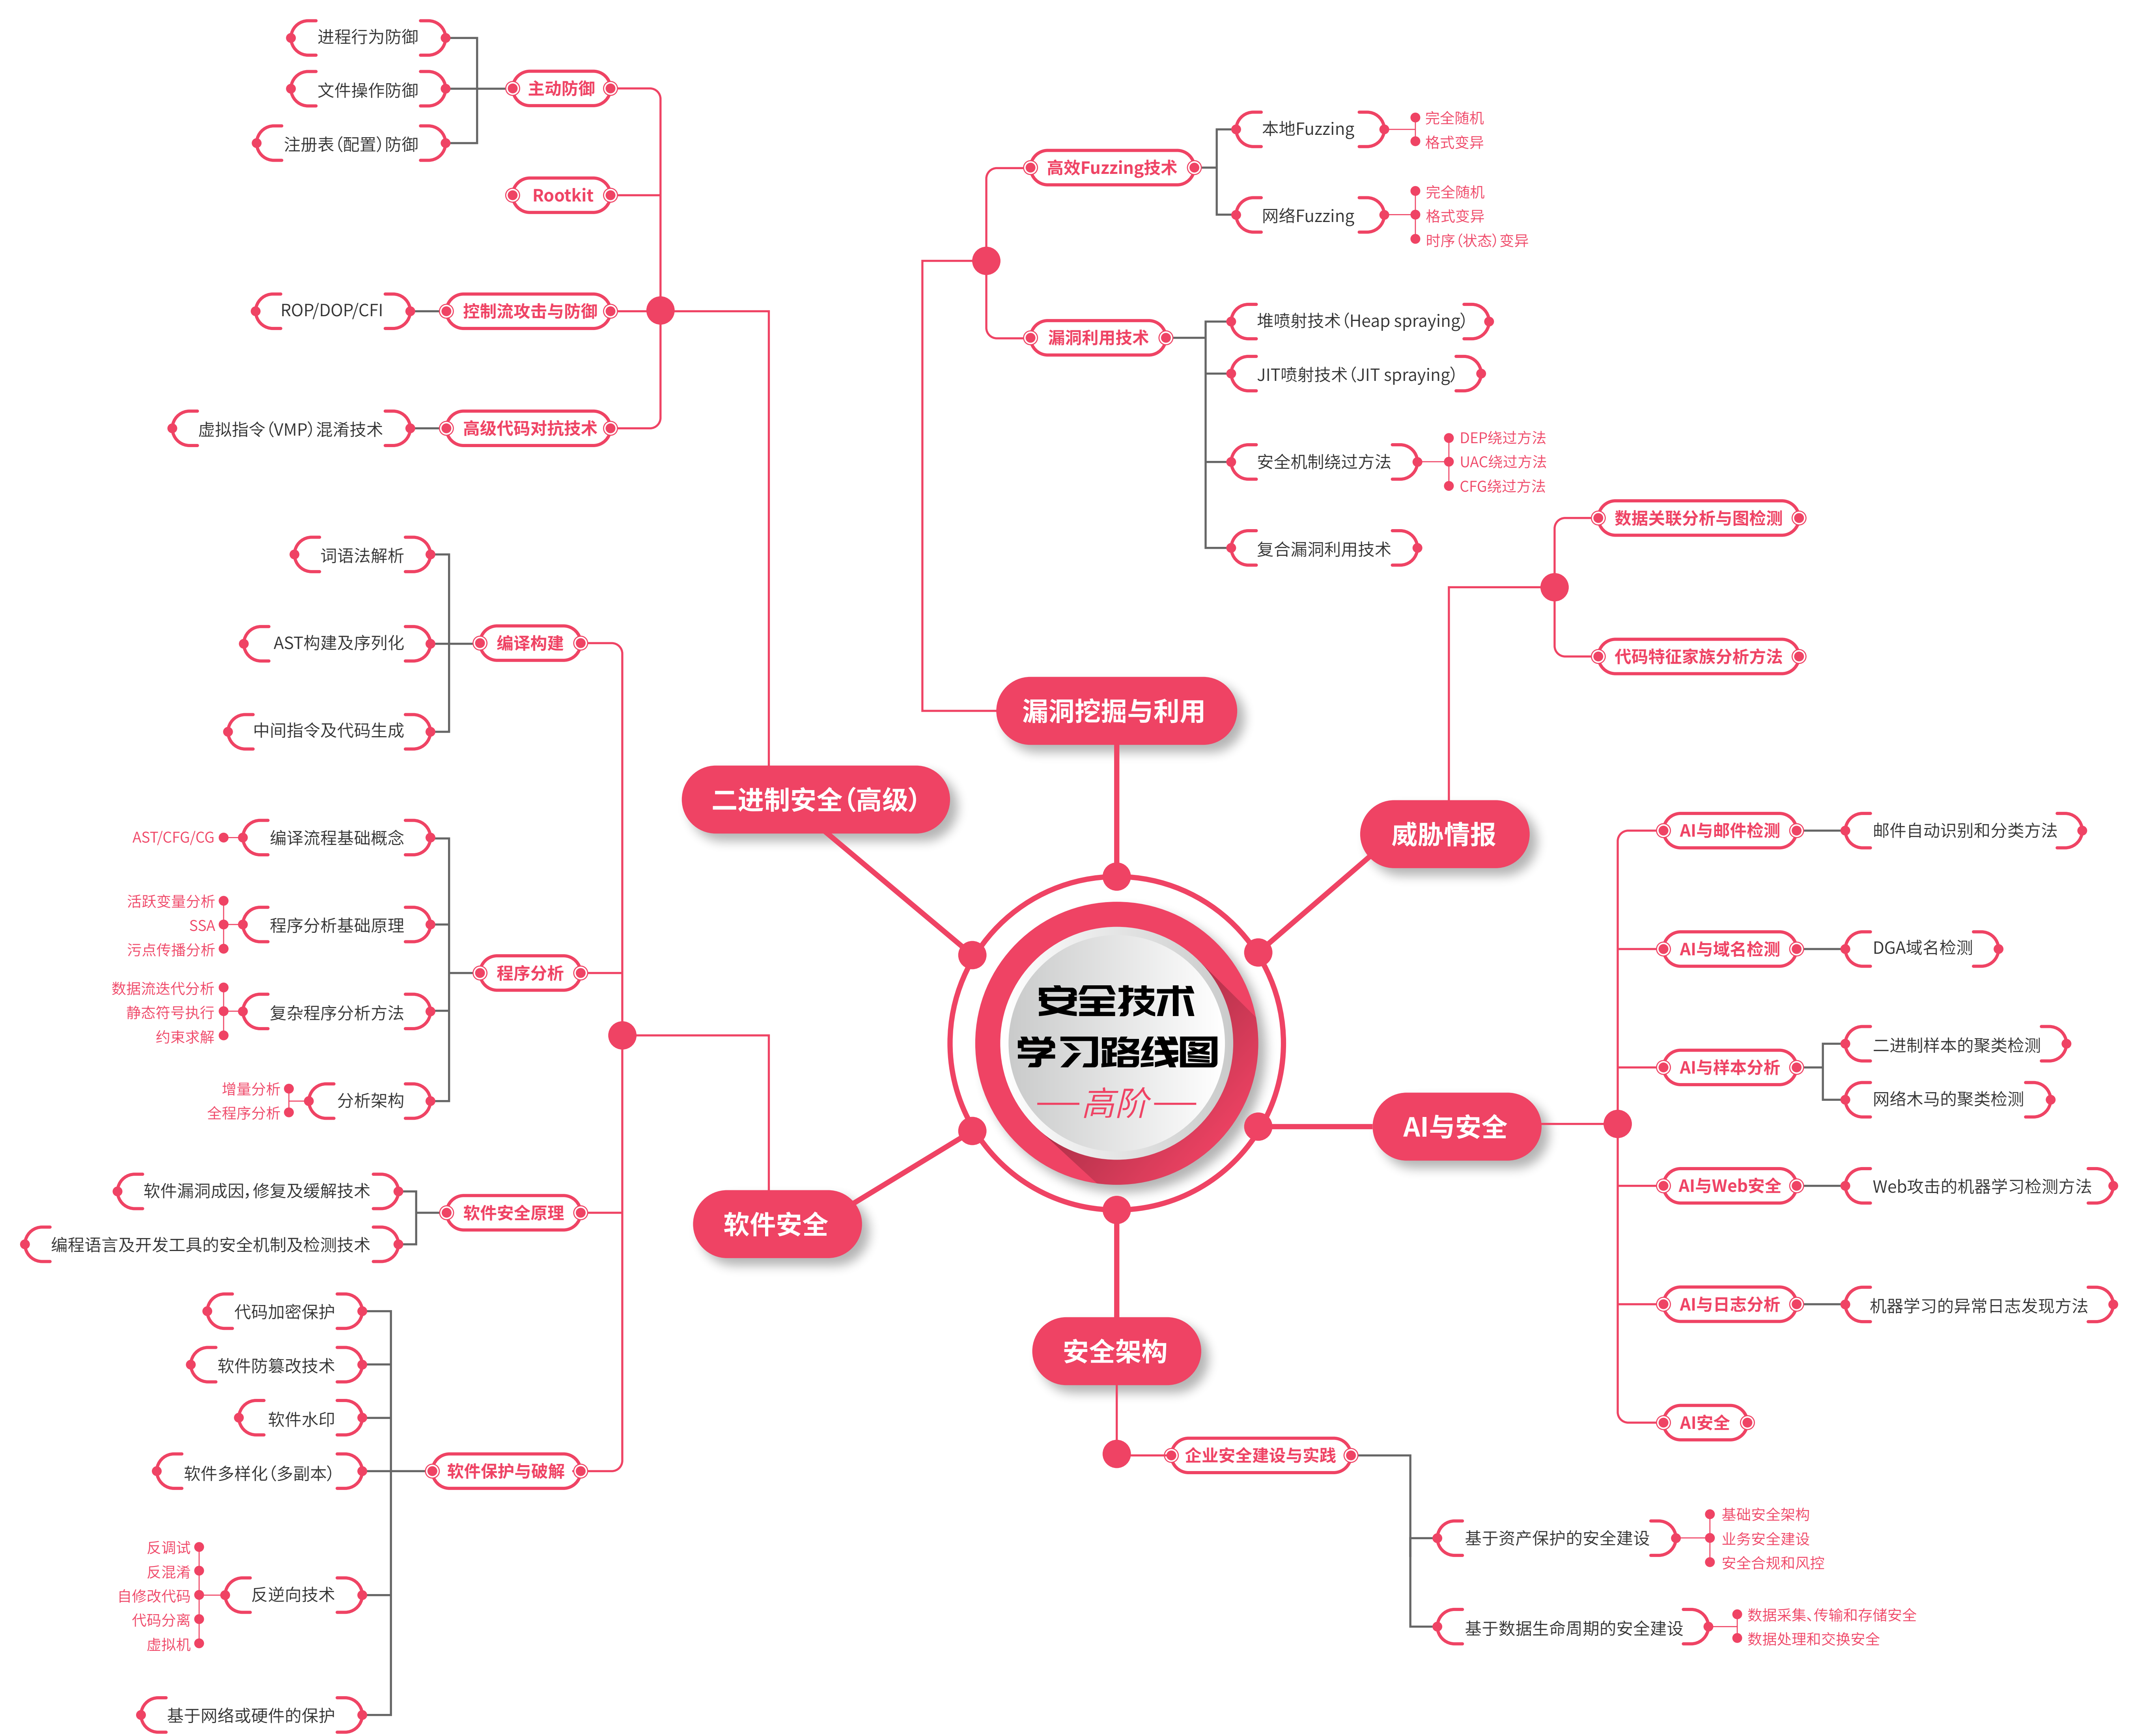 安全技术
学习路线图
高阶
二进制安全（高级）
主动防御
进程行为防御
文件操作防御
注册表（配置）防御
Rootkit
控制流攻击与防御
ROP/DOP/CFI
高级代码对抗技术
虚拟指令（VMP）混淆技术
漏洞挖掘与利用
高效Fuzzing技术
本地Fuzzing
完全随机
格式变异
网络Fuzzing
完全随机
格式变异
时序（状态）变异
漏洞利用技术
堆喷射技术（Heap spraying）
JIT喷射技术（JIT spraying）
安全机制绕过方法
DEP绕过方法
UAC绕过方法
CFG绕过方法
复合漏洞利用技术
威胁情报
数据关联分析与图检测
代码特征家族分析方法
AI与安全
AI与邮件检测
邮件自动识别和分类方法
AI与域名检测
DGA域名检测
AI与样本分析
二进制样本的聚类检测
网络木马的聚类检测
AI与Web安全
Web攻击的机器学习检测方法
AI与日志分析
机器学习的异常日志发现方法
AI安全
安全架构
企业安全建设与实践
基于资产保护的安全建设
基础安全架构
业务安全建设
安全合规和风控
基于数据生命周期的安全建设
数据采集、传输和存储安全
数据处理和交换安全
软件安全
编译构建
词语法解析
AST构建及序列化
中间指令及代码生成
程序分析
编译流程基础概念
AST/CFG/CG
程序分析基础原理
活跃变量分析
SSA
污点传播分析
复杂程序分析方法
数据流迭代分析
静态符号执行
约束求解
分析架构
增量分析
全程序分析
软件安全原理
软件漏洞成因，修复及缓解技术
编程语言及开发工具的安全机制及检测技术
软件保护与破解
代码加密保护
软件防篡改技术
软件水印
软件多样化（多副本）
反逆向技术
反调试
反混淆
自修改代码
代码分离
虚拟机
基于网络或硬件的保护